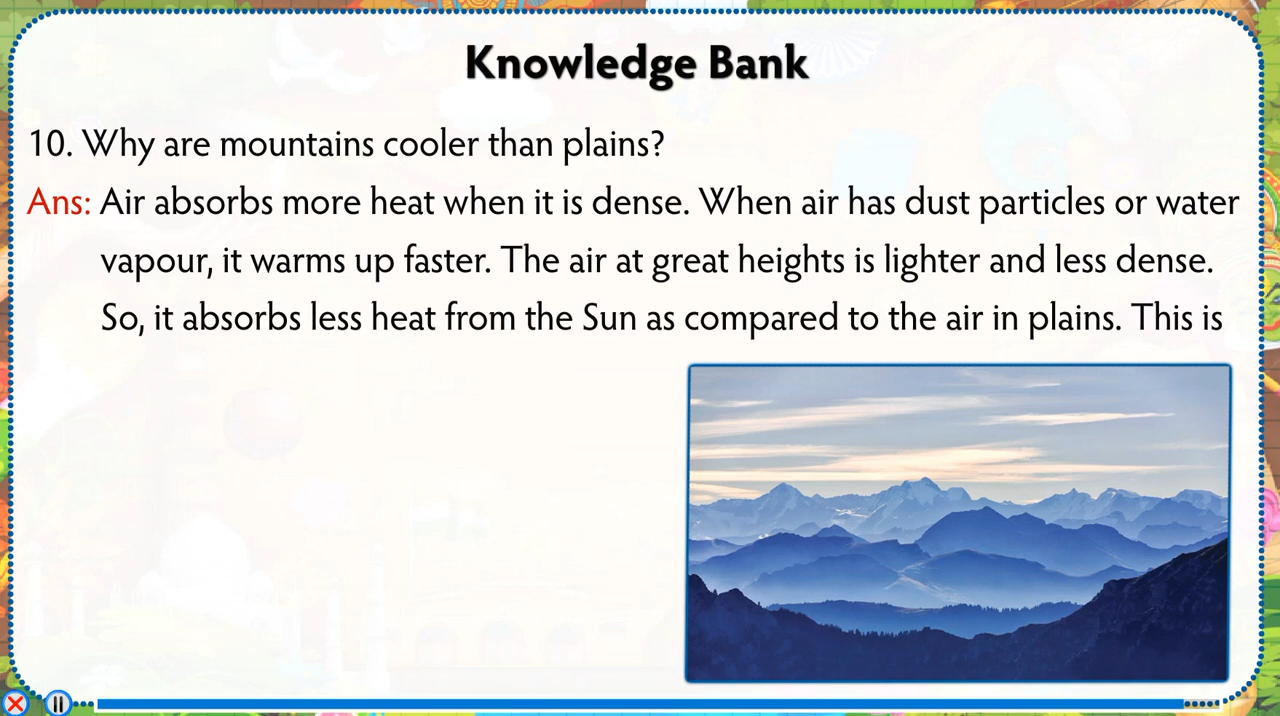 Knowledge Bank
10. Why are mountains cooler than plains?
Ans: Air absorbs more heat when it is dense. When air has dust particles or water
vapour, it warms up faster. The air at great heights is lighter and less dense.
So, it absorbs less heat from the Sun as compared to the air in plains. This is